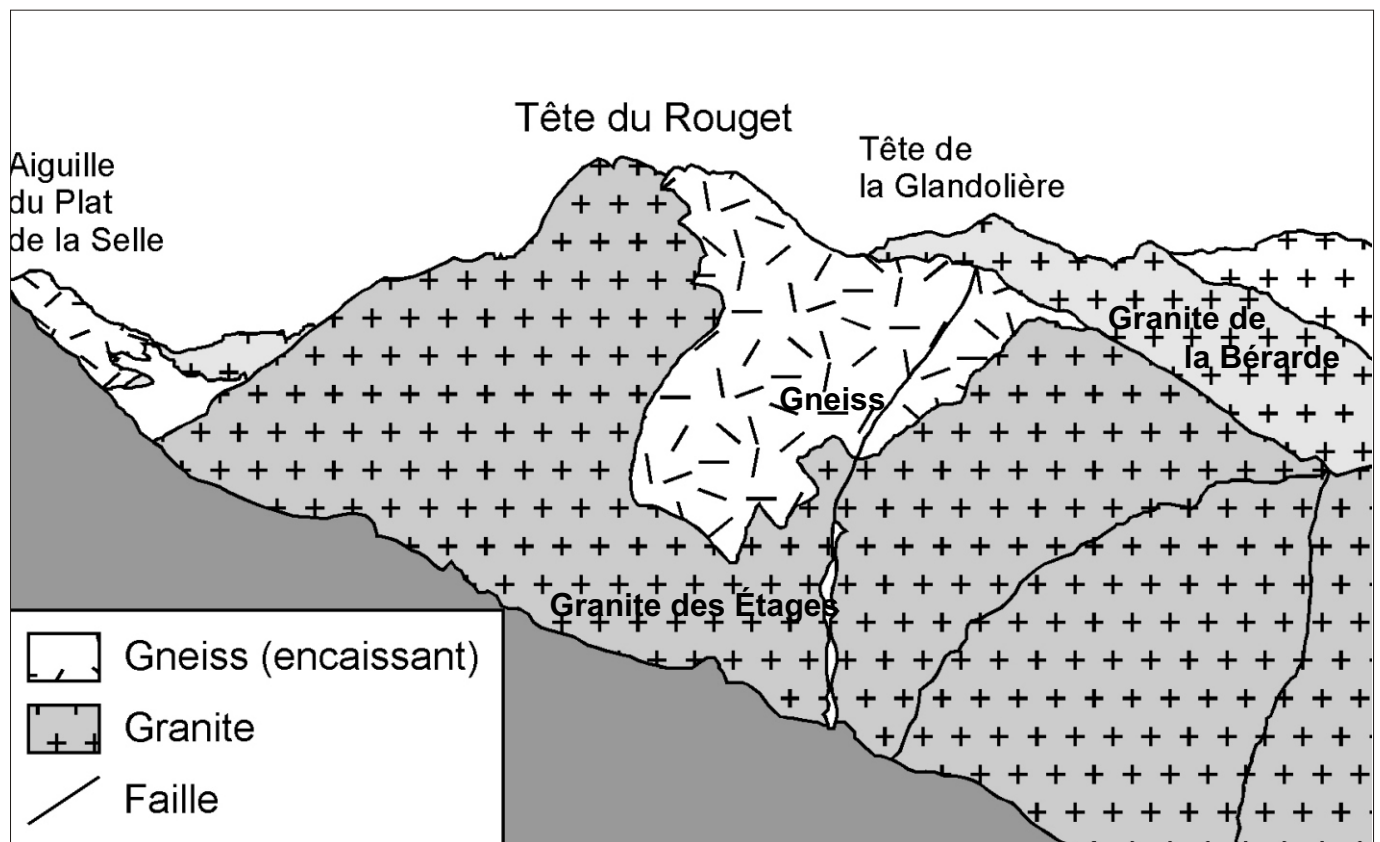 Tête du Rouget
Aiguille
du Plat
de la Selle
Tête de
la Glandolière
Granite de
la Bérarde
Gneiss
Granite des Étages
Gneiss (encaissant)
Granite
Faille